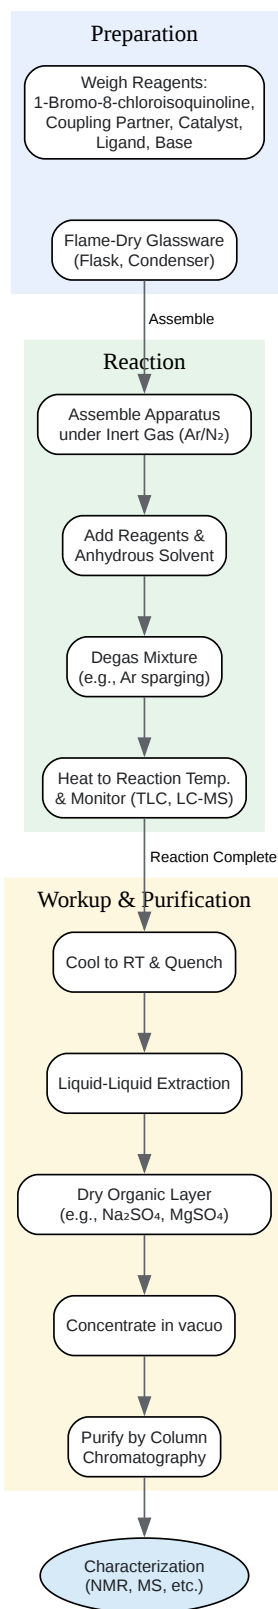 Preparation
Weigh Reagents:
1-Bromo-8-chloroisoquinoline,
Coupling Partner, Catalyst,
Ligand, Base
Flame-Dry Glassware
(Flask, Condenser)
Assemble
Reaction
Assemble Apparatus
under Inert Gas (Ar/N₂)
Add Reagents &
Anhydrous Solvent
Degas Mixture
(e.g., Ar sparging)
Heat to Reaction Temp.
& Monitor (TLC, LC-MS)
Reaction Complete
Workup & Purification
Cool to RT & Quench
Liquid-Liquid Extraction
Dry Organic Layer
(e.g., Na₂SO₄, MgSO₄)
Concentrate in vacuo
Purify by Column
Chromatography
Characterization
(NMR, MS, etc.)